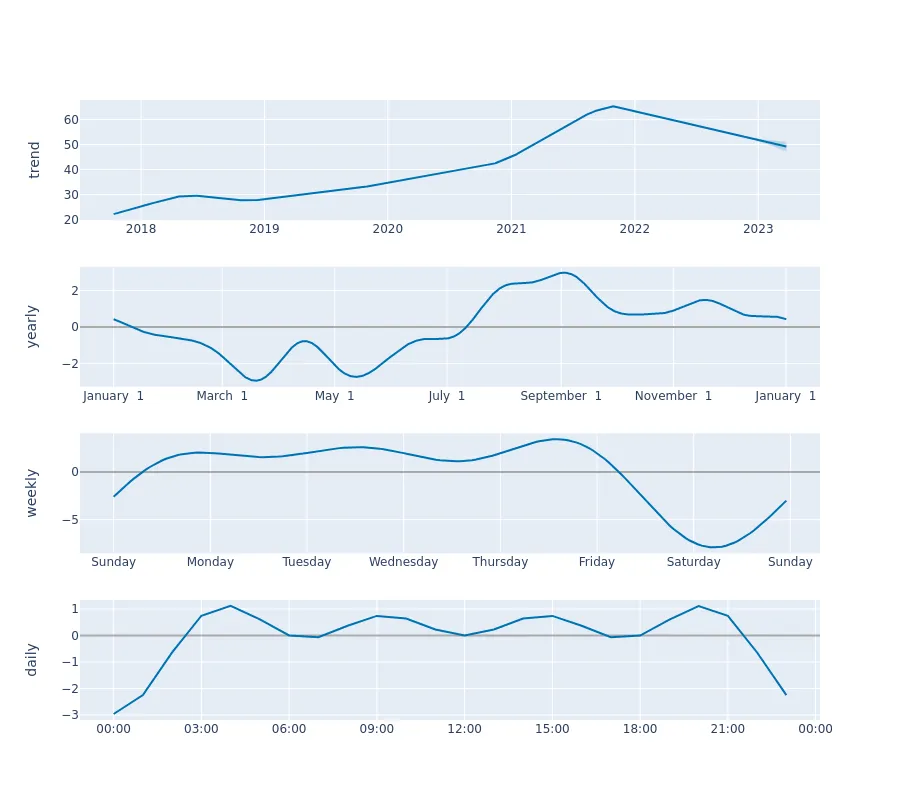 trend
60
50
40
30
20
2018 2019 2020 2021 2022 2023
yearly
2
0
−2
January 1 March 1 May 1 July 1 September 1 November 1 January 1
weekly
0
−5
Sunday Monday Tuesday Wednesday Thursday Friday Saturday Sunday
daily
1
0
−1
−2
−3
00:00 03:00 06:00 09:00 12:00 15:00 18:00 21:00 00:00